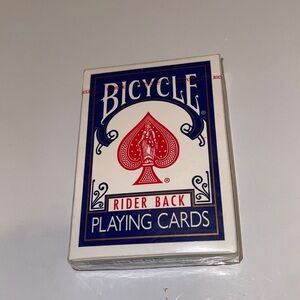 BICYCLE
®
®
RIDER BACK
PLAYING CARDS